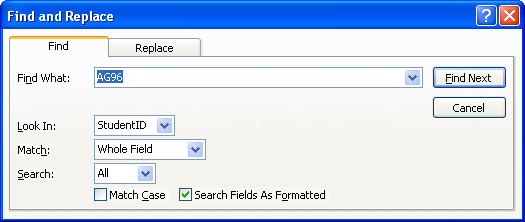 Find and Replace
Find Replace
Find What: AG96 Find Next
Cancel
Look In: StudentID
Match: Whole Field
Search: All
Match Case Search Fields As Formatted